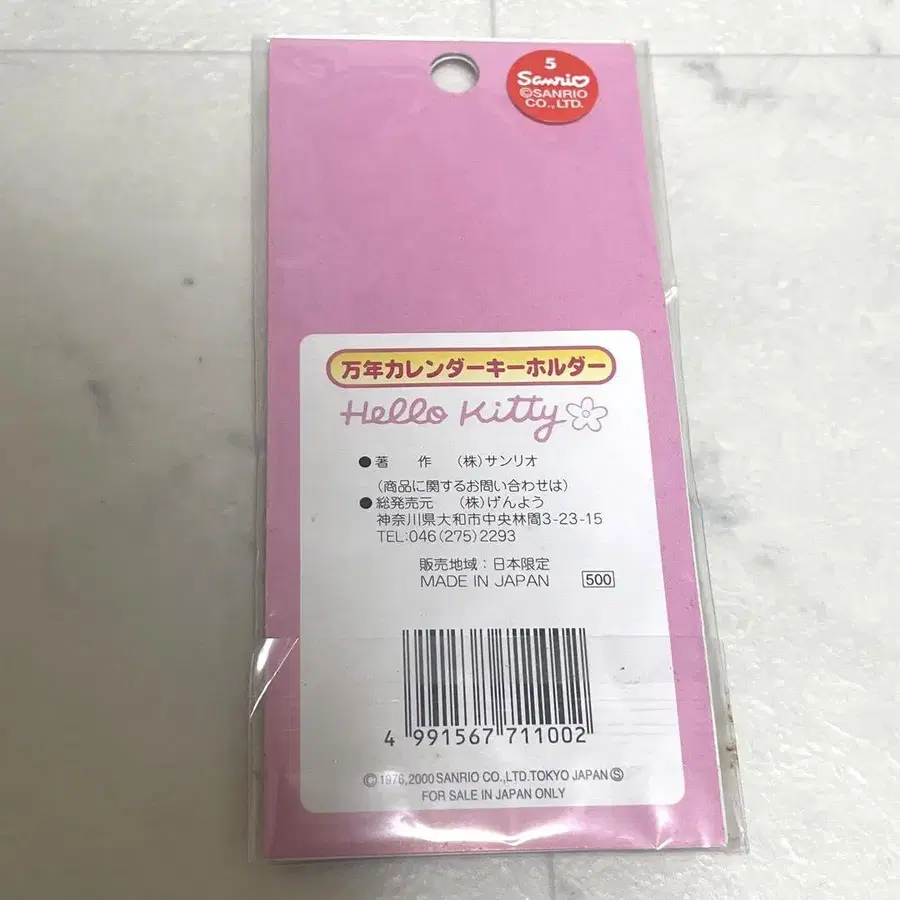 5
Sanrio
©SANRIO
CO.,LTD.
万年カレンダーキーホルダー
Hello Kitty
●著　作　(株)サンリオ
(商品に関するお問い合わせは)
●総発売元　(株)げんよう
神奈川県大和市中央林間3-23-15
TEL:046(275)2293
販売地域：日本限定
MADE IN JAPAN 500
4 991567 711002
©1976,2000 SANRIO CO.,LTD.TOKYO JAPAN Ⓢ
FOR SALE IN JAPAN ONLY